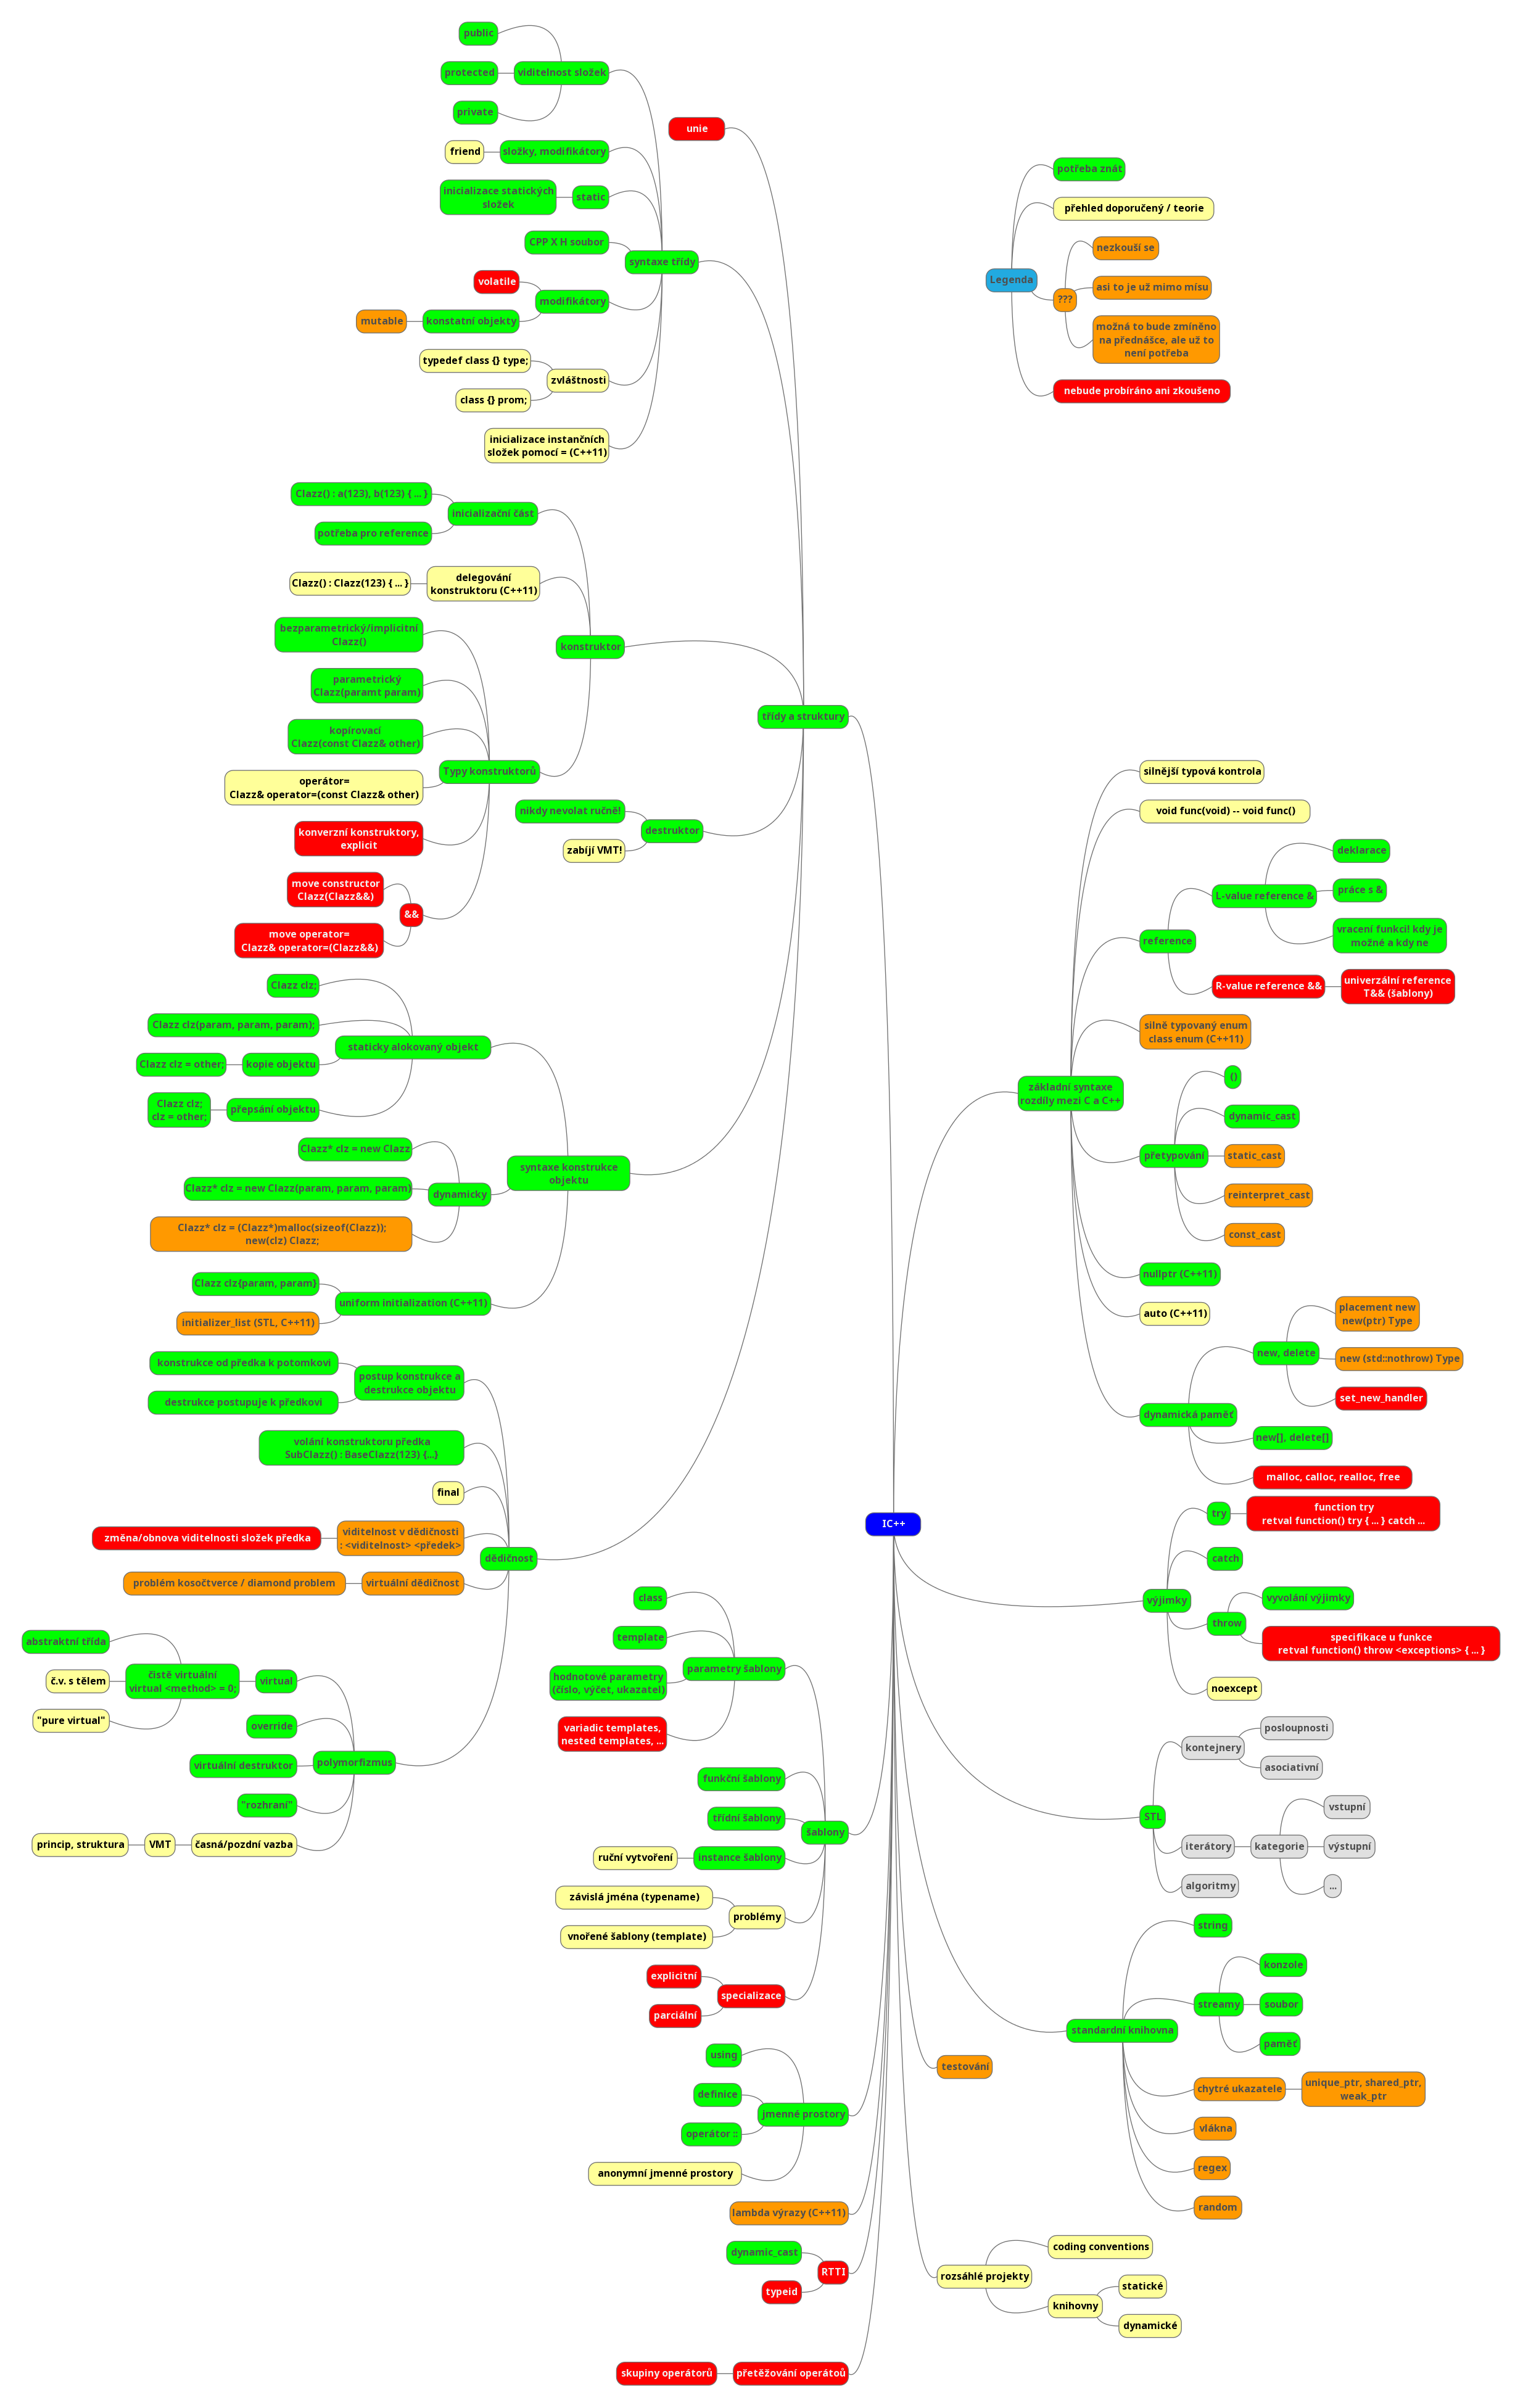 public
viditelnost složek
protected
private
friend
složky, modifikátory
inicializace statických
složek
static
CPP X H soubor
syntaxe třídy
volatile
modifikátory
mutable
konstatní objekty
typedef class {} type;
zvláštnosti
class {} prom;
inicializace instančních
složek pomocí = (C++11)
unie
Clazz() : a(123), b(123) { ... }
inicializační část
potřeba pro reference
Clazz() : Clazz(123) { ... }
delegování
konstruktoru (C++11)
konstruktor
bezparametrický/implicitní
Clazz()
parametrický
Clazz(paramt param)
kopírovací
Clazz(const Clazz& other)
Typy konstruktorů
operátor=
Clazz& operator=(const Clazz& other)
konverzní konstruktory,
explicit
move constructor
Clazz(Clazz&&)
&&
move operator=
Clazz& operator=(Clazz&&)
třídy a struktury
nikdy nevolat ručně!
destruktor
zabíjí VMT!
Clazz clz;
Clazz clz(param, param, param);
staticky alokovaný objekt
Clazz clz = other;
kopie objektu
Clazz clz;
clz = other;
přepsání objektu
Clazz* clz = new Clazz
Clazz* clz = new Clazz(param, param, param)
dynamicky
Clazz* clz = (Clazz*)malloc(sizeof(Clazz));
new(clz) Clazz;
syntaxe konstrukce
objektu
Clazz clz{param, param}
uniform initialization (C++11)
initializer_list (STL, C++11)
konstrukce od předka k potomkovi
postup konstrukce a
destrukce objektu
destrukce postupuje k předkovi
volání konstruktoru předka
SubClazz() : BaseClazz(123) {...}
final
změna/obnova viditelnosti složek předka
viditelnost v dědičnosti
: <viditelnost> <předek>
dědičnost
problém kosočtverce / diamond problem
virtuální dědičnost
abstraktní třída
č.v. s tělem
čistě virtuální
virtual <method> = 0;
virtual
"pure virtual"
override
virtuální destruktor
polymorfizmus
"rozhraní"
princip, struktura
VMT
časná/pozdní vazba
class
template
parametry šablony
hodnotové parametry
(číslo, výčet, ukazatel)
variadic templates,
nested templates, ...
funkční šablony
třídní šablony
šablony
ruční vytvoření
instance šablony
závislá jména (typename)
problémy
vnořené šablony (template)
explicitní
specializace
parciální
using
definice
jmenné prostory
operátor ::
anonymní jmenné prostory
lambda výrazy (C++11)
dynamic_cast
RTTI
typeid
skupiny operátorů
přetěžování operátoů
IC++
Legenda
potřeba znát
přehled doporučený / teorie
???
nezkouší se
asi to je už mimo mísu
možná to bude zmíněno
na přednášce, ale už to
není potřeba
nebude probíráno ani zkoušeno
základní syntaxe
rozdíly mezi C a C++
silnější typová kontrola
void func(void) -- void func()
reference
L-value reference &
deklarace
práce s &
vracení funkcí! kdy je
možné a kdy ne
R-value reference &&
univerzální reference
T&& (šablony)
silně typovaný enum
class enum (C++11)
přetypování
()
dynamic_cast
static_cast
reinterpret_cast
const_cast
nullptr (C++11)
auto (C++11)
dynamická paměť
new, delete
placement new
new(ptr) Type
new (std::nothrow) Type
set_new_handler
new[], delete[]
malloc, calloc, realloc, free
výjimky
try
function try
retval function() try { ... } catch ...
catch
throw
vyvolání výjimky
specifikace u funkce
retval function() throw <exceptions> { ... }
noexcept
STL
kontejnery
posloupnosti
asociativní
iterátory
kategorie
vstupní
výstupní
...
algoritmy
standardní knihovna
string
streamy
konzole
soubor
paměť
chytré ukazatele
unique_ptr, shared_ptr,
weak_ptr
vlákna
regex
random
testování
rozsáhlé projekty
coding conventions
knihovny
statické
dynamické